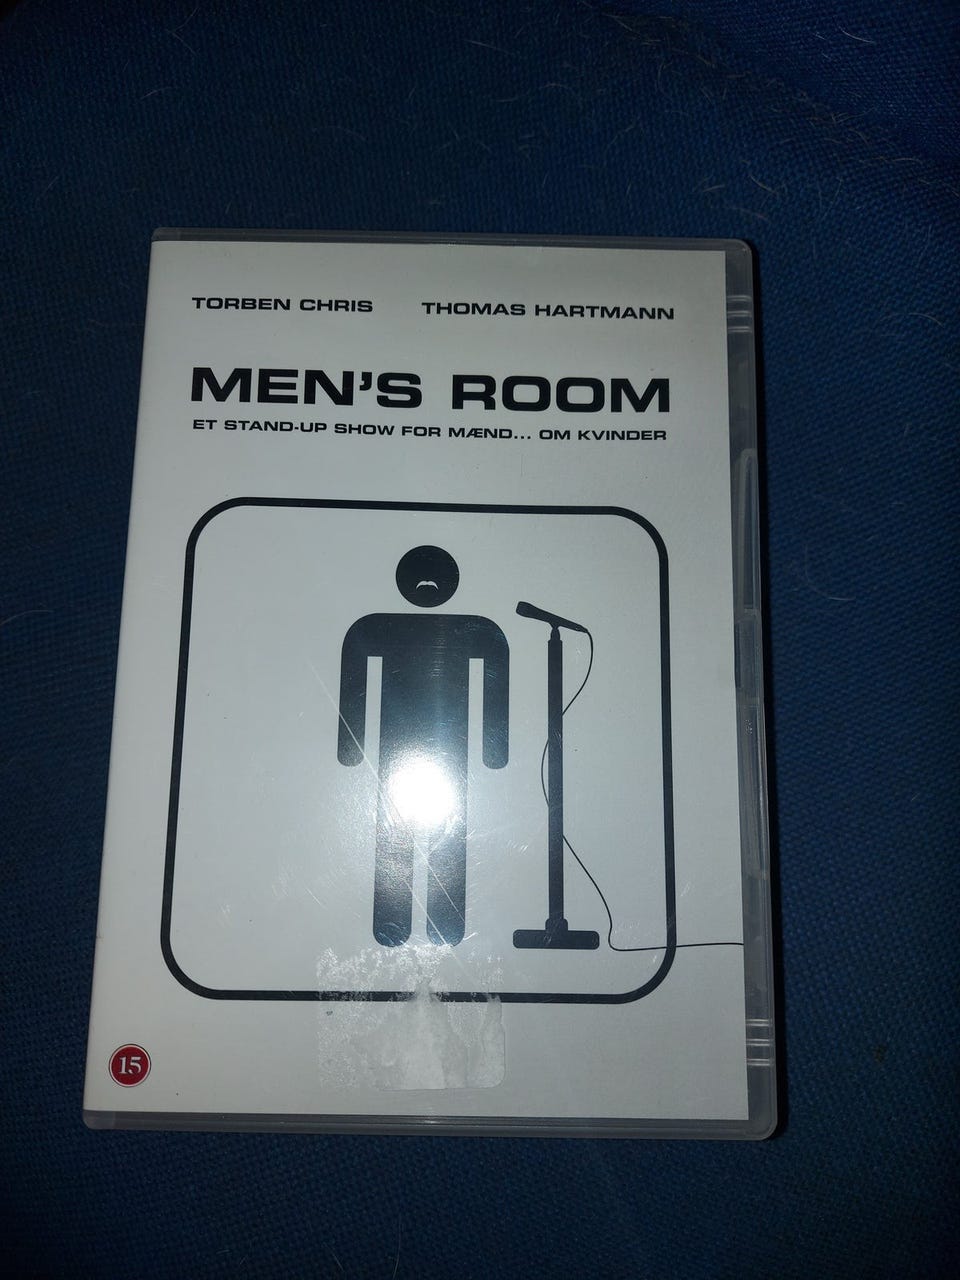 TORBEN CHRIS THOMAS HARTMANN
MEN'S ROOM
ET STAND-UP SHOW FOR MÆND... OM KVINDER
15